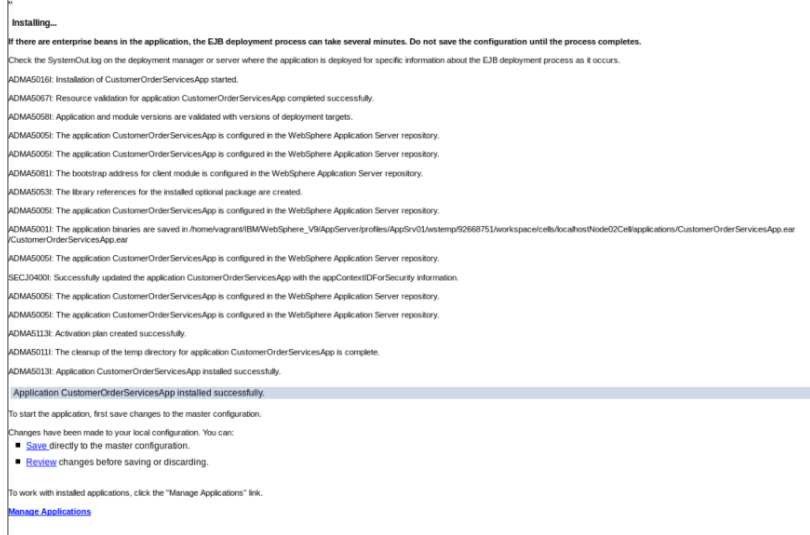 "
Installing...
If there are enterprise beans in the application, the EJB deployment process can take several minutes. Do not save the configuration until the process completes.
Check the SystemOut.log on the deployment manager or server where the application is deployed for specific information about the EJB deployment process as it occurs.
ADMA5016I: Installation of CustomerOrderServicesApp started.
ADMA5067I: Resource validation for application CustomerOrderServicesApp completed successfully.
ADMA5058I: Application and module versions are validated with versions of deployment targets.
ADMA5005I: The application CustomerOrderServicesApp is configured in the WebSphere Application Server repository.
ADMA5005I: The application CustomerOrderServicesApp is configured in the WebSphere Application Server repository.
ADMA5081I: The bootstrap address for client module is configured in the WebSphere Application Server repository.
ADMA5053I: The library references for the installed optional package are created.
ADMA5005I: The application CustomerOrderServicesApp is configured in the WebSphere Application Server repository.
ADMA5001I: The application binaries are saved in /home/vagrant/IBM/WebSphere_V9/AppServer/profiles/AppSrv01/wstemp/92668751/workspace/cells/localhostNode02Cell/applications/CustomerOrderServicesApp.ear
/CustomerOrderServicesApp.ear
ADMA5005I: The application CustomerOrderServicesApp is configured in the WebSphere Application Server repository.
SECJ0400I: Successfully updated the application CustomerOrderServicesApp with the appContextIDForSecurity information.
ADMA5005I: The application CustomerOrderServicesApp is configured in the WebSphere Application Server repository.
ADMA5005I: The application CustomerOrderServicesApp is configured in the WebSphere Application Server repository.
ADMA5113I: Activation plan created successfully.
ADMA5011I: The cleanup of the temp directory for application CustomerOrderServicesApp is complete.
ADMA5013I: Application CustomerOrderServicesApp installed successfully.
Application CustomerOrderServicesApp installed successfully.
To start the application, first save changes to the master configuration.
Changes have been made to your local configuration. You can:
Save directly to the master configuration.
Review changes before saving or discarding.
To work with installed applications, click the "Manage Applications" link.
Manage Applications